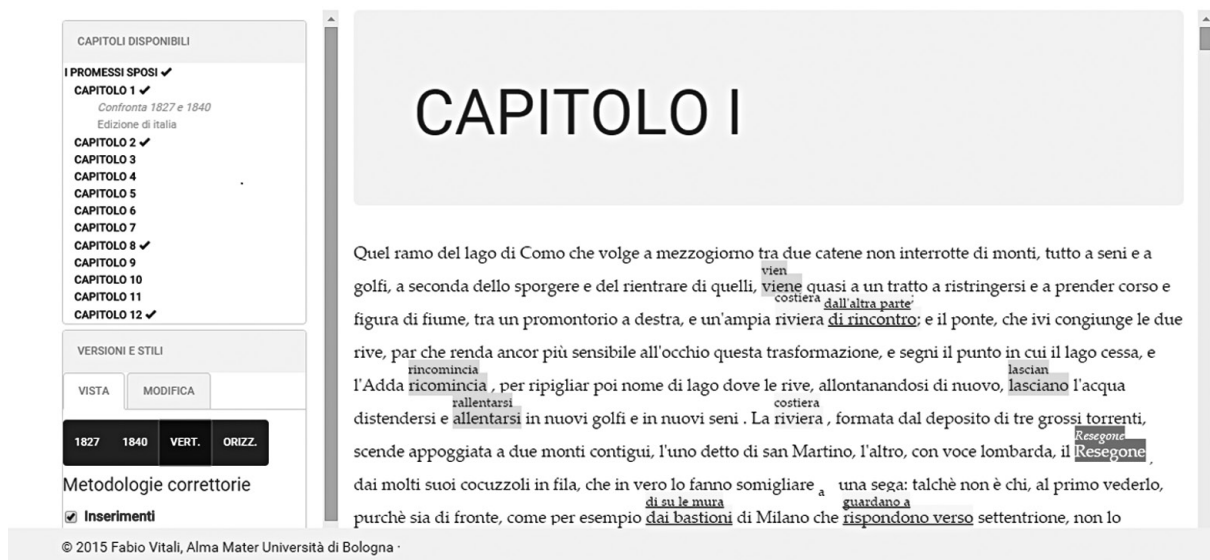 CAPITOLI DISPONIBILI
I PROMESSI SPOSI ✔
CAPITOLO 1 ✔
Confronta 1827 e 1840
Edizione di italia
CAPITOLO 2 ✔
CAPITOLO 3
CAPITOLO 4
CAPITOLO 5
CAPITOLO 6
CAPITOLO 7
CAPITOLO 8 ✔
CAPITOLO 9
CAPITOLO 10
CAPITOLO 11
CAPITOLO 12 ✔
VERSIONI E STILI
VISTA MODIFICA
1827 1840 VERT. ORIZZ.
Metodologie correttorie
Inserimenti
CAPITOLO I
Quel ramo del lago di Como che volge a mezzogiorno tra due catene non interrotte di monti, tutto a seni e a
vien
golfi, a seconda dello sporgere e del rientrare di quelli, viene quasi a un tratto a ristringersi e a prender corso e
costiera dall'altra parte;
figura di fiume, tra un promontorio a destra, e un'ampia riviera di rincontro; e il ponte, che ivi congiunge le due
rive, par che renda ancor più sensibile all'occhio questa trasformazione, e segni il punto in cui il lago cessa, e
rincomincia lascian
l'Adda ricomincia , per ripigliar poi nome di lago dove le rive, allontanandosi di nuovo, lasciano l'acqua
rallentarsi costiera
distendersi e allentarsi in nuovi golfi e in nuovi seni . La riviera , formata dal deposito di tre grossi torrenti,
Resegone
scende appoggiata a due monti contigui, l'uno detto di san Martino, l'altro, con voce lombarda, il Resegone ,
dai molti suoi cocuzzoli in fila, che in vero lo fanno somigliare a una sega: talchè non è chi, al primo vederlo,
di su le mura guardano a
purchè sia di fronte, come per esempio dai bastioni di Milano che rispondono verso settentrione, non lo
© 2015 Fabio Vitali, Alma Mater Università di Bologna ·